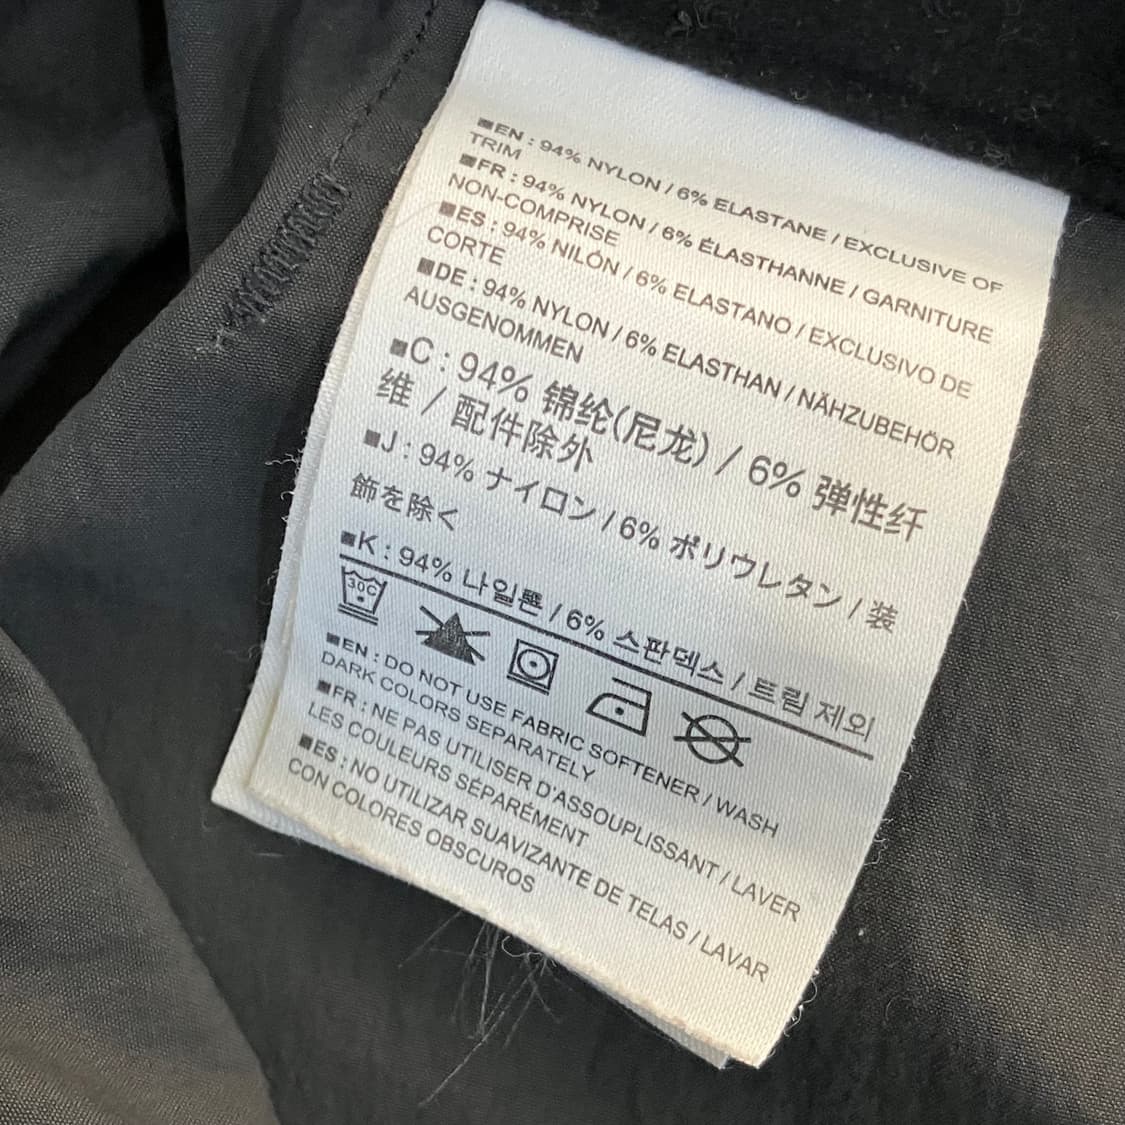 ■EN : 94% NYLON / 6% ELASTANE / EXCLUSIVE OF
TRIM
■FR : 94% NYLON / 6% ÉLASTHANNE / GARNITURE
NON-COMPRISE
■ES : 94% NILÓN / 6% ELASTANO / EXCLUSIVO DE
CORTE
■DE : 94% NYLON / 6% ELASTHAN / NÄHZUBEHÖR
AUSGENOMMEN
■C : 94% 锦纶(尼龙) / 6% 弹性纤
维 / 配件除外
■J : 94% ナイロン / 6% ポリウレタン / 装
飾を除く
■K : 94% 나일론 / 6% 스판덱스 / 트림 제외
30C
■EN : DO NOT USE FABRIC SOFTENER / WASH
DARK COLORS SEPARATELY
■FR : NE PAS UTILISER D'ASSOUPLISSANT / LAVER
LES COULEURS SÉPARÉMENT
■ES : NO UTILIZAR SUAVIZANTE DE TELAS / LAVAR
CON COLORES OBSCUROS